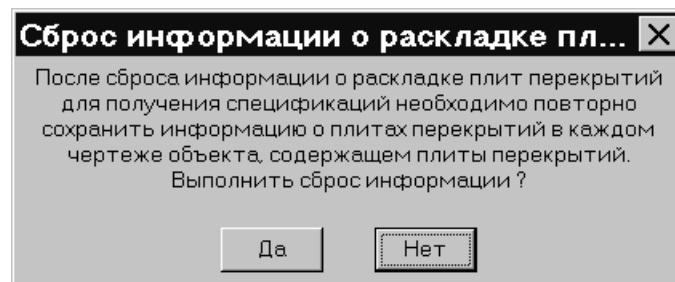 Сброс информации о раскладке пл...
После сброса информации о раскладке плит перекрытий
для получения спецификаций необходимо повторно
сохранить информацию о плитах перекрытий в каждом
чертеже объекта, содержащем плиты перекрытий.
Выполнить сброс информации ?
Да Нет